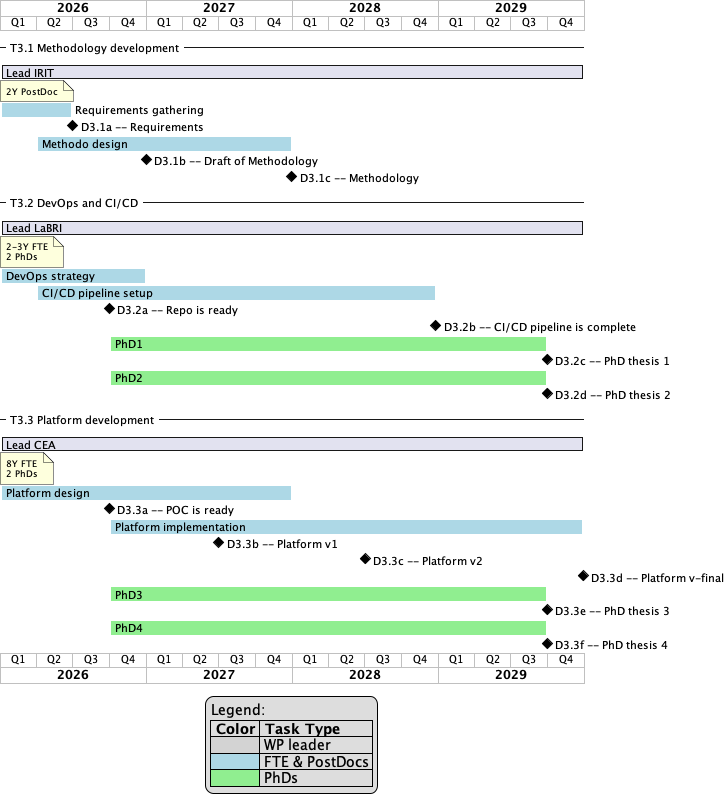 2026 2027 2028 2029
Q1 Q2 Q3 Q4 Q1 Q2 Q3 Q4 Q1 Q2 Q3 Q4 Q1 Q2 Q3 Q4
T3.1 Methodology development
Lead IRIT
2Y PostDoc
Requirements gathering
D3.1a -- Requirements
Methodo design
D3.1b -- Draft of Methodology
D3.1c -- Methodology
T3.2 DevOps and CI/CD
Lead LaBRI
2-3Y FTE
2 PhDs
DevOps strategy
CI/CD pipeline setup
D3.2a -- Repo is ready
D3.2b -- CI/CD pipeline is complete
PhD1
D3.2c -- PhD thesis 1
PhD2
D3.2d -- PhD thesis 2
T3.3 Platform development
Lead CEA
8Y FTE
2 PhDs
Platform design
D3.3a -- POC is ready
Platform implementation
D3.3b -- Platform v1
D3.3c -- Platform v2
D3.3d -- Platform v-final
PhD3
D3.3e -- PhD thesis 3
PhD4
D3.3f -- PhD thesis 4
Q1 Q2 Q3 Q4 Q1 Q2 Q3 Q4 Q1 Q2 Q3 Q4 Q1 Q2 Q3 Q4
2026 2027 2028 2029
Legend:
Color Task Type
WP leader
FTE & PostDocs
PhDs